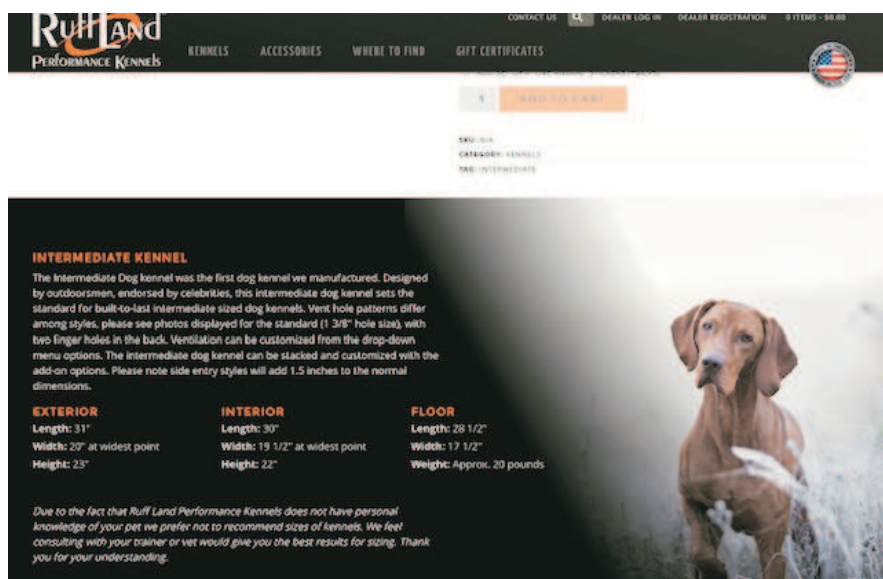 CONTACT US DEALER LOG IN DEALER REGISTRATION 0 ITEMS - $0.00
RUFF LAND
PERFORMANCE KENNELS
KENNELS ACCESSORIES WHERE TO FIND GIFT CERTIFICATES
1 ADD TO CART
SKU: N/A
CATEGORY: KENNELS
TAG: INTERMEDIATE
INTERMEDIATE KENNEL
The Intermediate Dog kennel was the first dog kennel we manufactured. Designed
by outdoorsmen, endorsed by celebrities, this intermediate dog kennel sets the
standard for built-to-last intermediate sized dog kennels. Vent hole patterns differ
among styles, please see photos displayed for the standard (1 3/8" hole size), with
two finger holes in the back. Ventilation can be customized from the drop-down
menu options. The intermediate dog kennel can be stacked and customized with the
add-on options. Please note side entry styles will add 1.5 inches to the normal
dimensions.
EXTERIOR
Length: 31"
Width: 20" at widest point
Height: 23"
INTERIOR
Length: 30"
Width: 19 1/2" at widest point
Height: 22"
FLOOR
Length: 28 1/2"
Width: 17 1/2"
Weight: Approx. 20 pounds
Due to the fact that Ruff Land Performance Kennels does not have personal
knowledge of your pet we prefer not to recommend sizes of kennels. We feel
consulting with your trainer or vet would give you the best results for sizing. Thank
you for your understanding.